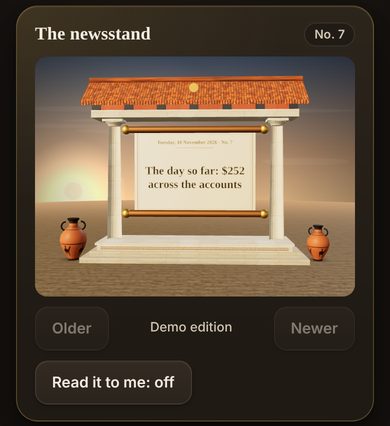 The newsstand
No. 7
Tuesday, 10 November 2026 · No. 7
The day so far: $252
across the accounts
Older
Demo edition
Newer
Read it to me: off